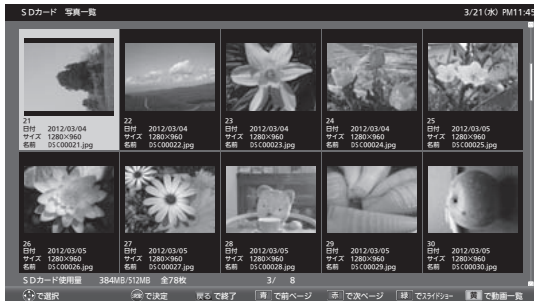 SDカード 写真一覧
3/21(水) PM11:45
21
日付 2012/03/04
サイズ 1280×960
名前 DSC00021.jpg
22
日付 2012/03/04
サイズ 1280×960
名前 DSC00022.jpg
23
日付 2012/03/04
サイズ 1280×960
名前 DSC00023.jpg
24
日付 2012/03/04
サイズ 1280×960
名前 DSC00024.jpg
25
日付 2012/03/05
サイズ 1280×960
名前 DSC00025.jpg
26
日付 2012/03/05
サイズ 1280×960
名前 DSC00026.jpg
27
日付 2012/03/05
サイズ 1280×960
名前 DSC00027.jpg
28
日付 2012/03/05
サイズ 1280×960
名前 DSC00028.jpg
29
日付 2012/03/05
サイズ 1280×960
名前 DSC00029.jpg
30
日付 2012/03/05
サイズ 1280×960
名前 DSC00030.jpg
SDカード使用量 384MB/512MB 全78枚 3/ 8
で選択 決定 で決定 戻る で終了 青 で前ページ 赤 で次ページ 緑 でスライドショー 黄 で動画一覧